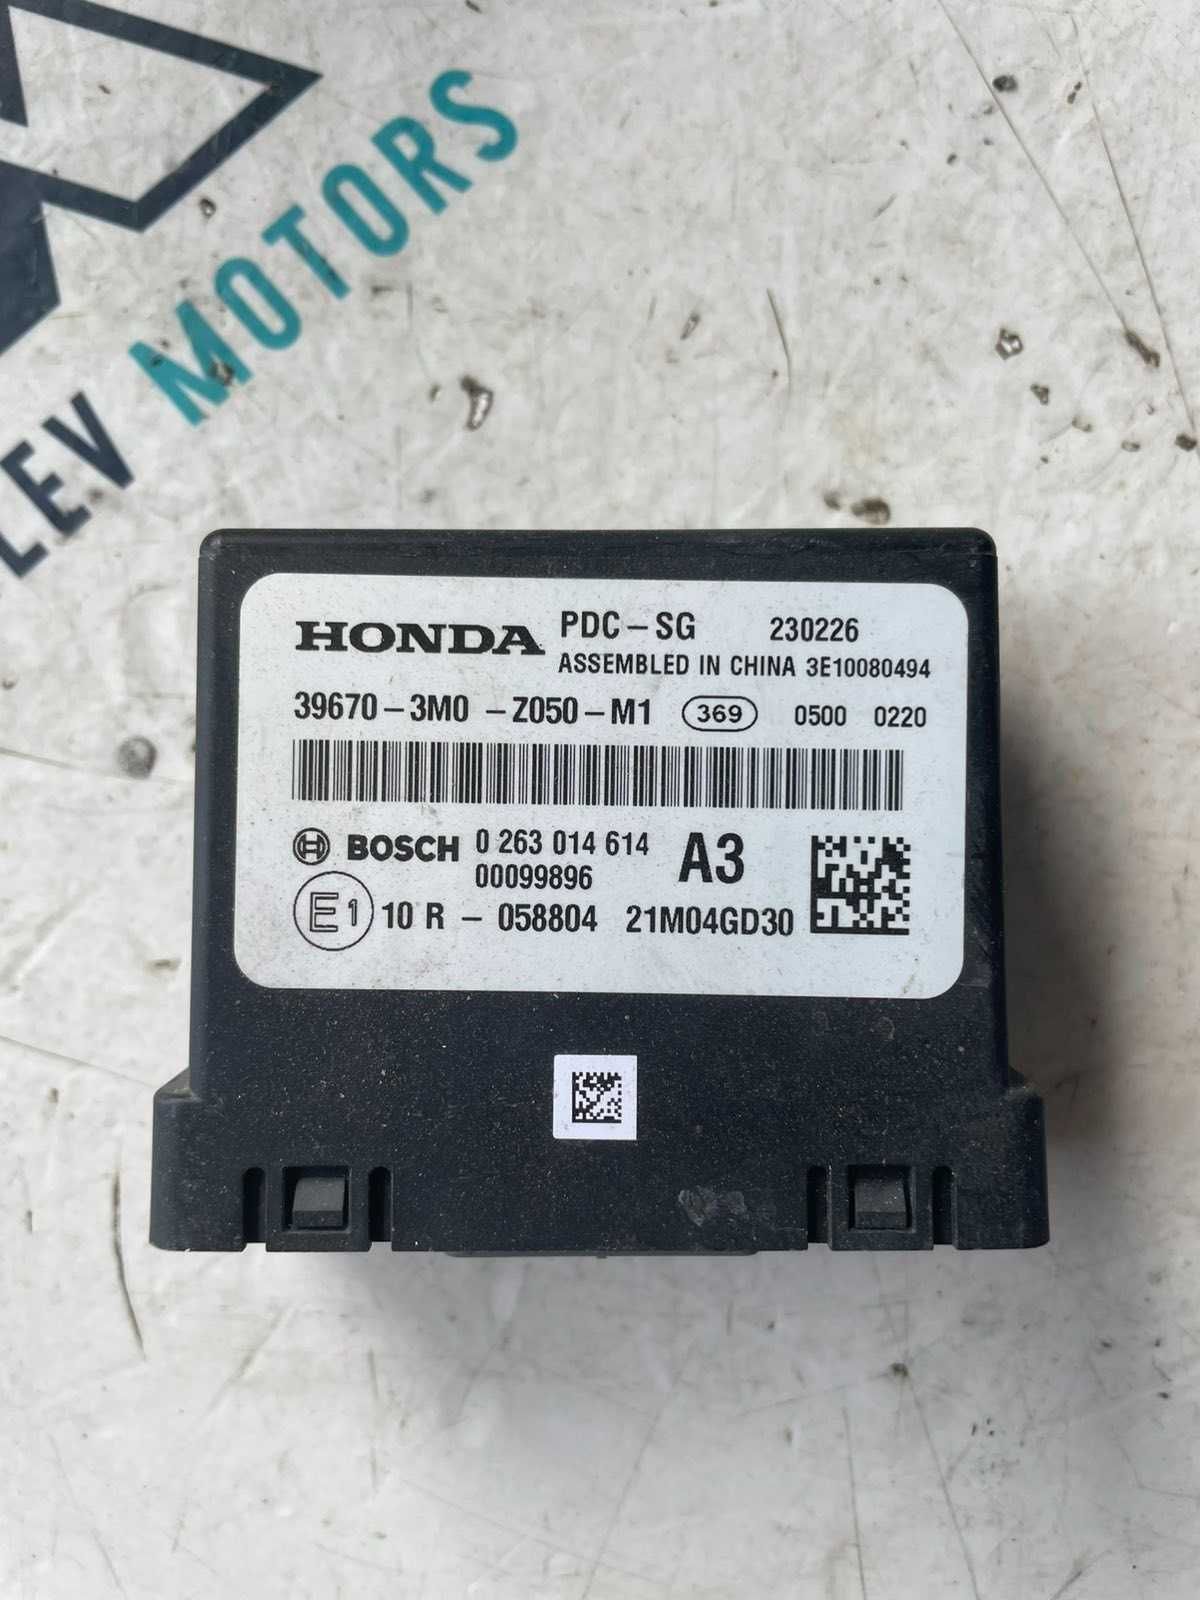 LEV MOTORS
HONDA PDC-SG 230226
ASSEMBLED IN CHINA 3E10080494
39670-3M0 -Z050-M1 369 0500 0220
BOSCH 0 263 014 614 A3
00099896
E1 10 R - 058804 21M04GD30